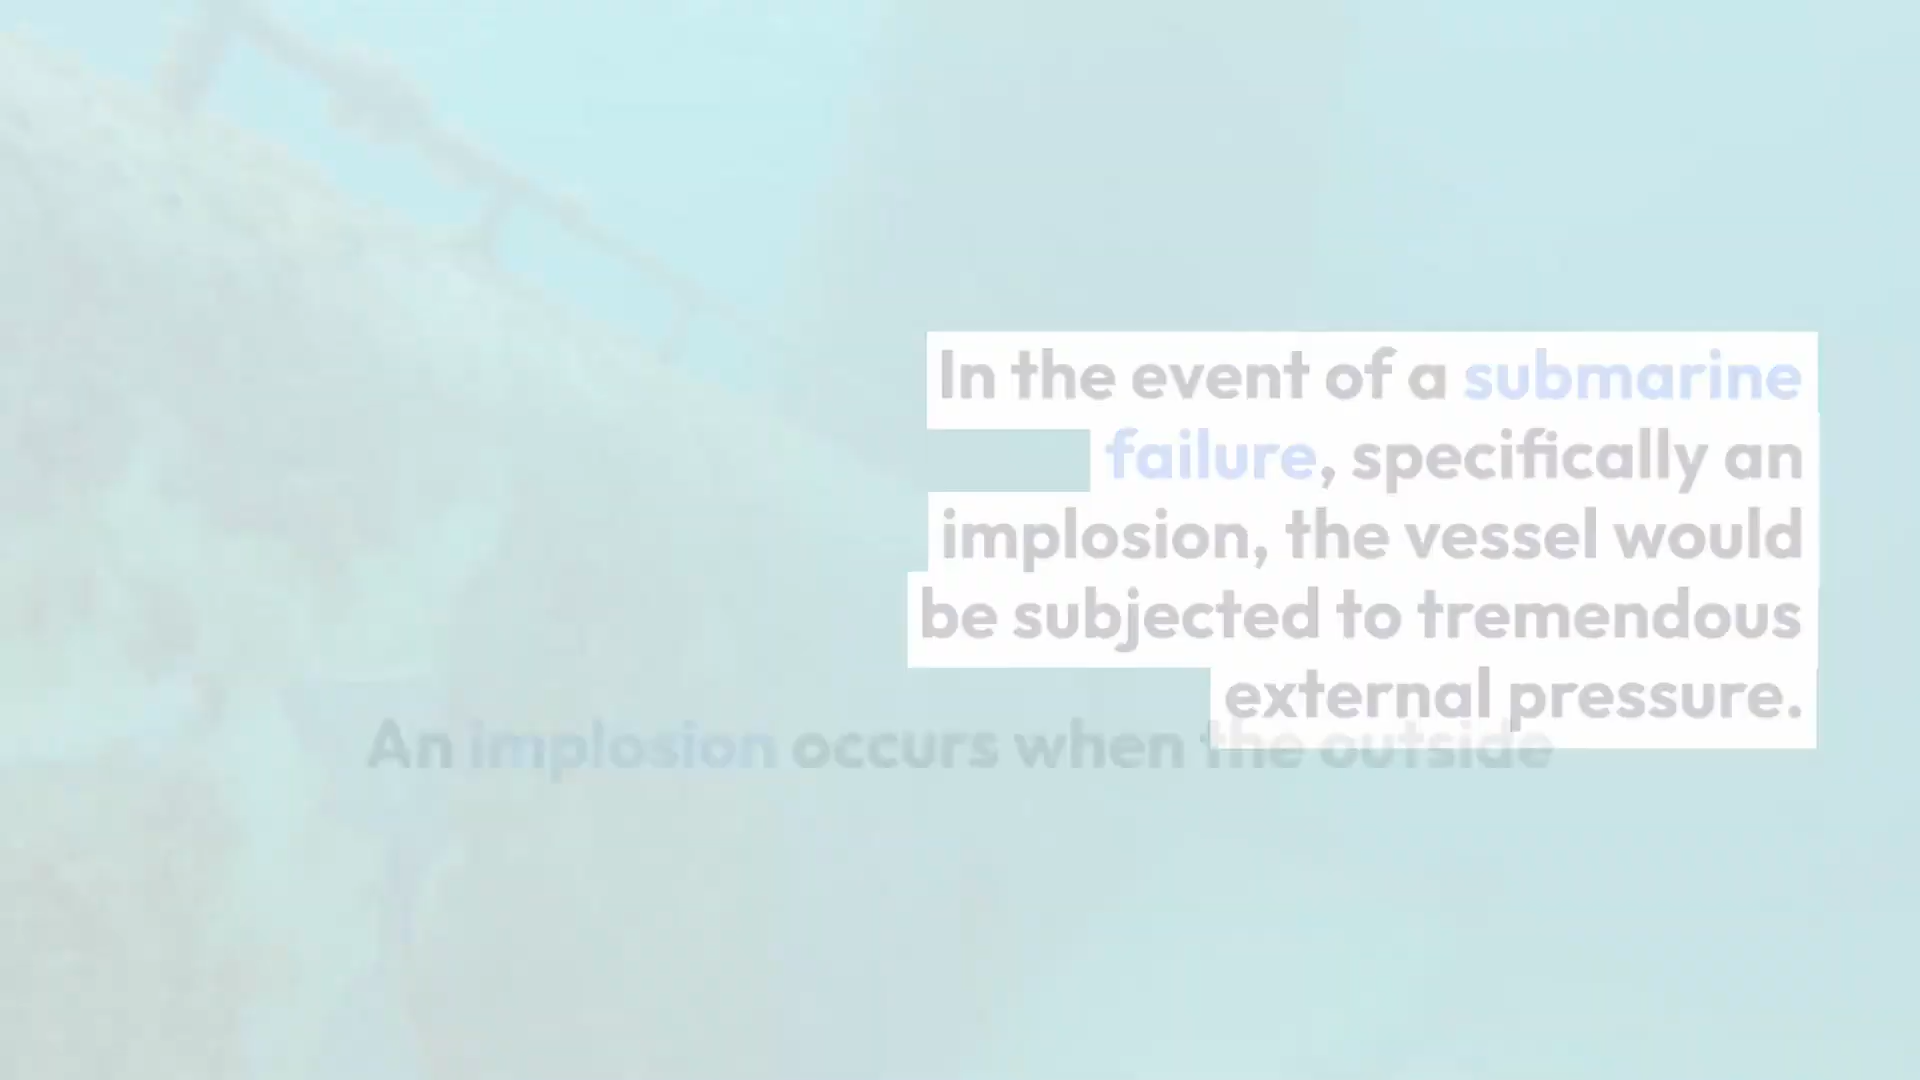 In the event of a submarine
failure, specifically an
implosion, the vessel would
be subjected to tremendous
external pressure.
An implosion occurs when the outside